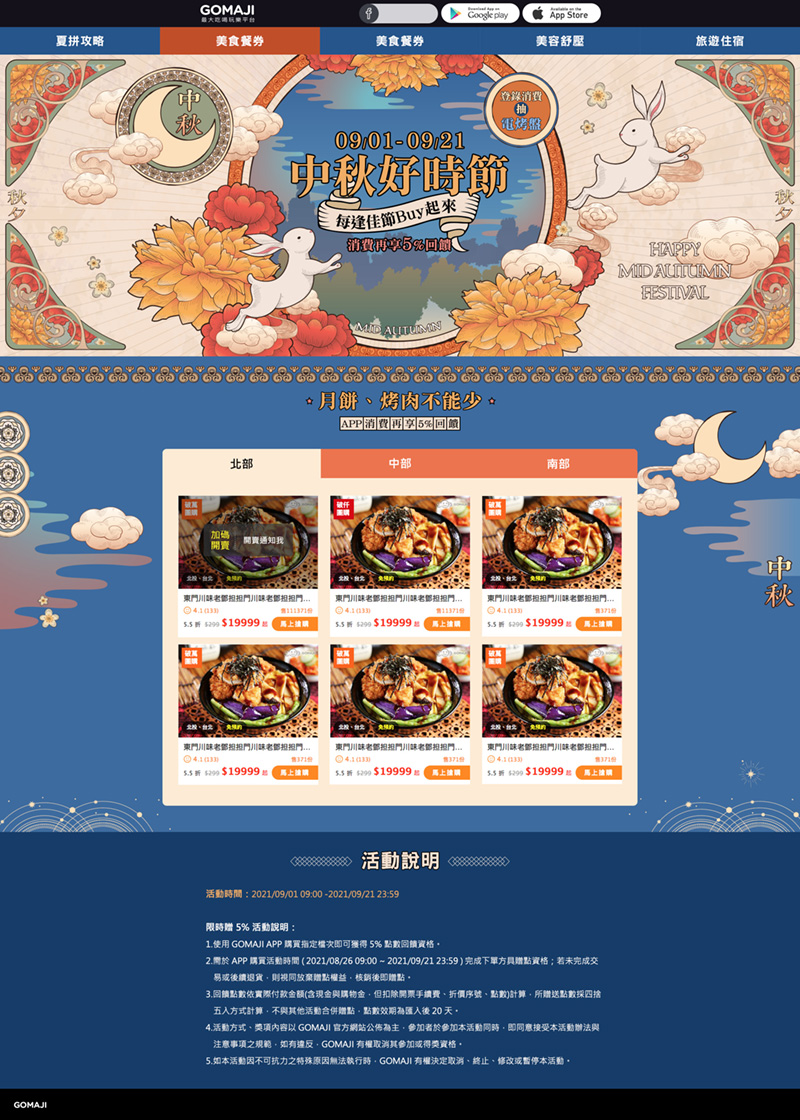 GOMAJI
最大吃喝玩樂平台
Download App on
Google play
Available on the
App Store
夏拼攻略
美食餐券
美食餐券
美容舒壓
旅遊住宿
中秋
登錄消費
抽
電烤盤
09/01-09/21
中秋好時節
每逢佳節Buy起來
消費再享5%回饋
秋夕
秋夕
HAPPY
MID AUTUMN
FESTIVAL
MID AUTUMN
月餅、烤肉不能少
APP消費再享5%回饋
中秋
北部
中部
南部
破萬
團購
加碼
開賣
開賣通知我
北投、台北
免預約
東門川味老鄧担担門川味老鄧担担門...
4.1 (133)
售111371份
5.5 折 $299 $19999 起
馬上搶購
破仟
團購
北投、台北
免預約
東門川味老鄧担担門川味老鄧担担門...
4.1 (133)
售11371份
5.5 折 $299 $19999 起
馬上搶購
破萬
團購
北投、台北
免預約
東門川味老鄧担担門川味老鄧担担門...
4.1 (133)
售371份
5.5 折 $299 $19999 起
馬上搶購
破萬
團購
北投、台北
免預約
東門川味老鄧担担門川味老鄧担担門...
4.1 (133)
售371份
5.5 折 $299 $19999 起
馬上搶購
破萬
團購
北投、台北
免預約
東門川味老鄧担担門川味老鄧担担門...
4.1 (133)
售371份
5.5 折 $299 $19999 起
馬上搶購
破萬
團購
北投、台北
免預約
東門川味老鄧担担門川味老鄧担担門...
4.1 (133)
售371份
5.5 折 $299 $19999 起
馬上搶購
活動說明
活動時間：2021/09/01 09:00 -2021/09/21 23:59
限時贈 5% 活動說明：
1.使用 GOMAJI APP 購買指定檔次即可獲得 5% 點數回饋資格。
2.需於 APP 購買活動時間 ( 2021/08/26 09:00 ~ 2021/09/21 23:59 ) 完成下單方具贈點資格；若未完成交
易或後續退貨，則視同放棄贈點權益，核銷後即贈點。
3.回饋點數依實際付款金額(含現金與購物金，但扣除開票手續費、折價序號、點數)計算，所贈送點數採四捨
五入方式計算，不與其他活動合併贈點，點數效期為匯入後 20 天。
4.活動方式、獎項內容以 GOMAJI 官方網站公佈為主，參加者於參加本活動同時，即同意接受本活動辦法與
注意事項之規範，如有違反，GOMAJI 有權取消其參加或得獎資格。
5.如本活動因不可抗力之特殊原因無法執行時，GOMAJI 有權決定取消、終止、修改或暫停本活動。
GOMAJI